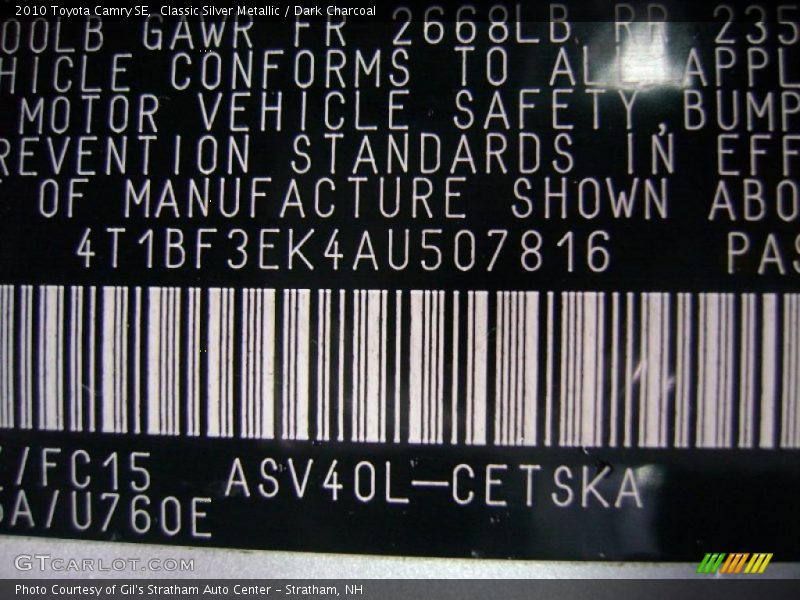 2010 Toyota Camry SE, Classic Silver Metallic / Dark Charcoal
00LB GAWR FR 2668LB RR 235
HICLE CONFORMS TO ALL APPL
MOTOR VEHICLE SAFETY, BUMP
REVENTION STANDARDS IN EFF
OF MANUFACTURE SHOWN ABO
4T1BF3EK4AU507816 PAS
/FC15 ASV40L-CETSKA
A/U760E
GTCARLOT.COM
Photo Courtesy of Gil's Stratham Auto Center - Stratham, NH